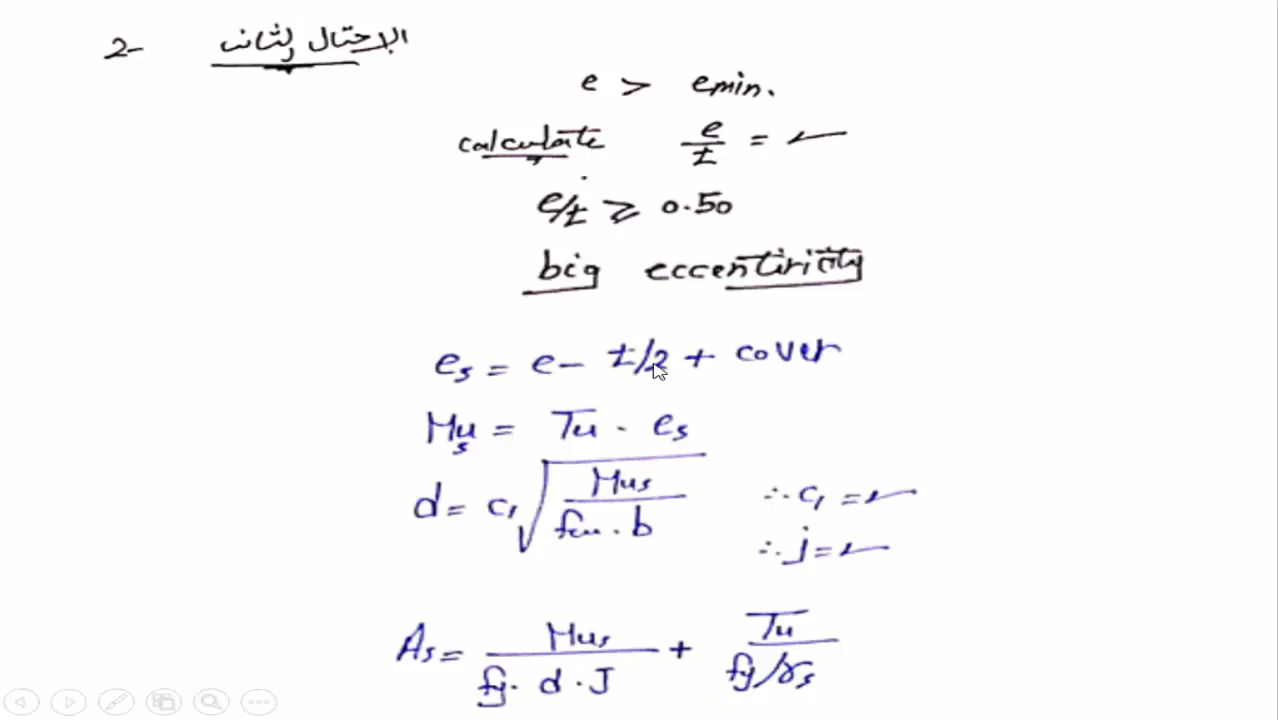 2- الاحتمال الثاني
e > emin.
calculate e/t = ✓
e/t ≥ 0.50
big eccentiricity
es = e - t/2 + cover
Mus = Tu . es
d = c1 √(Mus / fcu . b) ∴ c1 = ✓
∴ j = ✓
As = Mus / fy . d . J + Tu / fy/γs